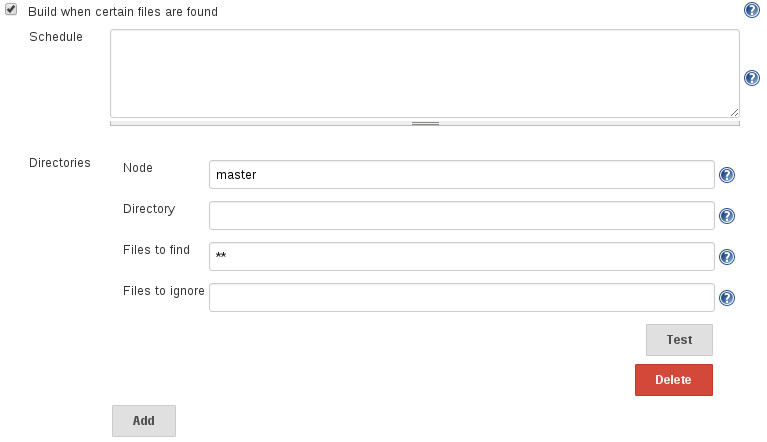 Build when certain files are found
?
Schedule
?
Directories
Node
master
?
Directory
?
Files to find
**
?
Files to ignore
?
Test
Delete
Add